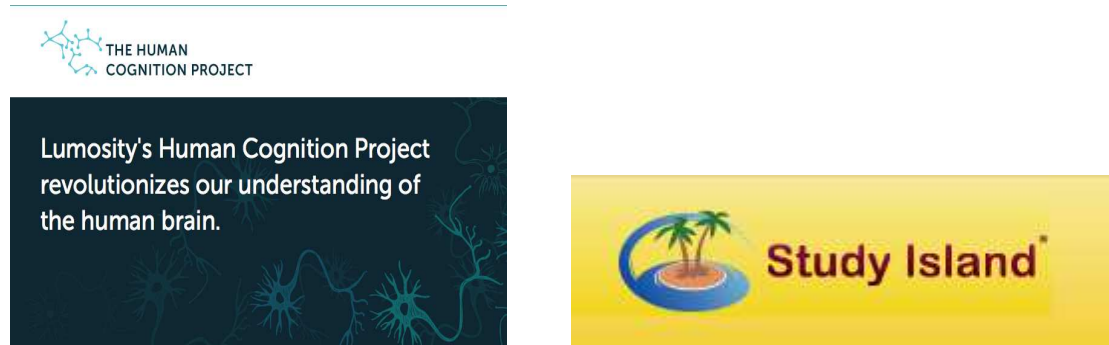 THE HUMAN
COGNITION PROJECT
Lumosity's Human Cognition Project
revolutionizes our understanding of
the human brain.
Study Island